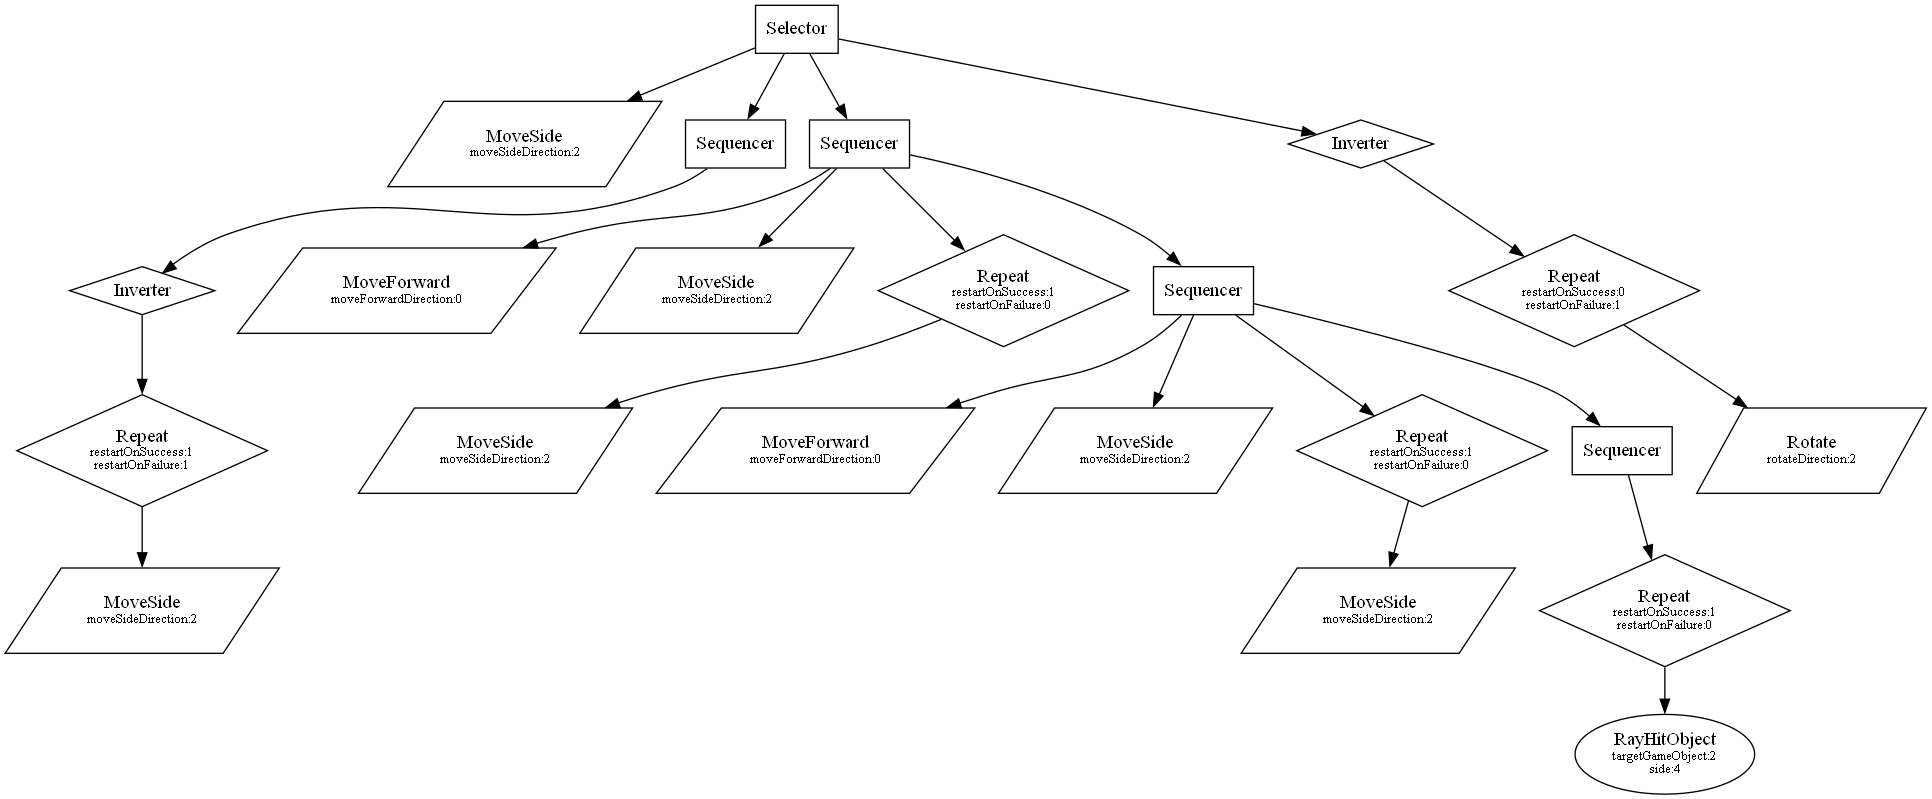 Selector
MoveSide
moveSideDirection:2
Sequencer
Sequencer
Inverter
Inverter
MoveForward
moveForwardDirection:0
MoveSide
moveSideDirection:2
Repeat
restartOnSuccess:1
restartOnFailure:0
Sequencer
Repeat
restartOnSuccess:0
restartOnFailure:1
Repeat
restartOnSuccess:1
restartOnFailure:1
MoveSide
moveSideDirection:2
MoveForward
moveForwardDirection:0
MoveSide
moveSideDirection:2
Repeat
restartOnSuccess:1
restartOnFailure:0
Sequencer
Rotate
rotateDirection:2
MoveSide
moveSideDirection:2
MoveSide
moveSideDirection:2
Repeat
restartOnSuccess:1
restartOnFailure:0
RayHitObject
targetGameObject:2
side:4